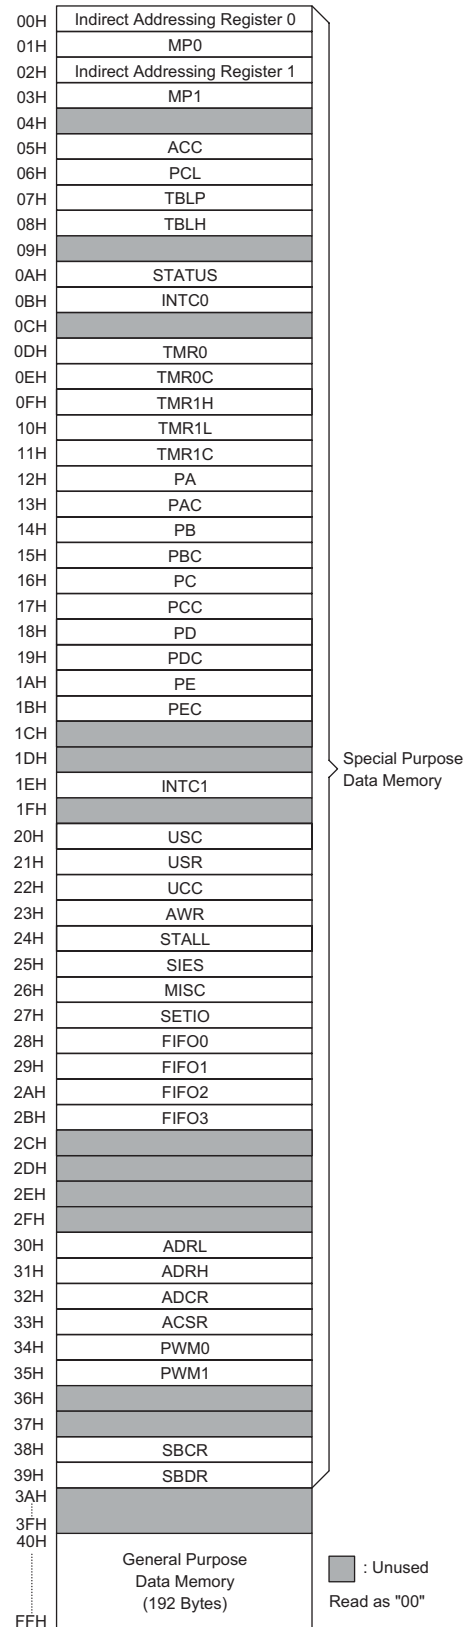 00H Indirect Addressing Register 0
01H MP0
02H Indirect Addressing Register 1
03H MP1
04H
05H ACC
06H PCL
07H TBLP
08H TBLH
09H
0AH STATUS
0BH INTC0
0CH
0DH TMR0
0EH TMR0C
0FH TMR1H
10H TMR1L
11H TMR1C
12H PA
13H PAC
14H PB
15H PBC
16H PC
17H PCC
18H PD
19H PDC
1AH PE
1BH PEC
1CH
1DH
1EH INTC1
1FH
20H USC
21H USR
22H UCC
23H AWR
24H STALL
25H SIES
26H MISC
27H SETIO
28H FIFO0
29H FIFO1
2AH FIFO2
2BH FIFO3
2CH
2DH
2EH
2FH
30H ADRL
31H ADRH
32H ADCR
33H ACSR
34H PWM0
35H PWM1
36H
37H
38H SBCR
39H SBDR
3AH
3FH
40H
General Purpose
Data Memory
(192 Bytes)
FFH
Special Purpose
Data Memory
: Unused
Read as "00"